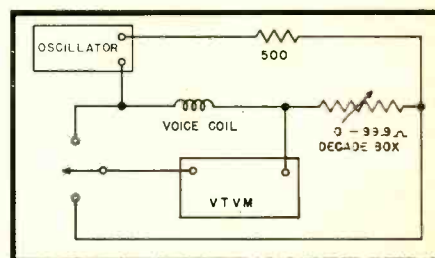 OSCILLATOR
500
VOICE COIL
0 - 99.9 Ω
DECADE BOX
VTVM